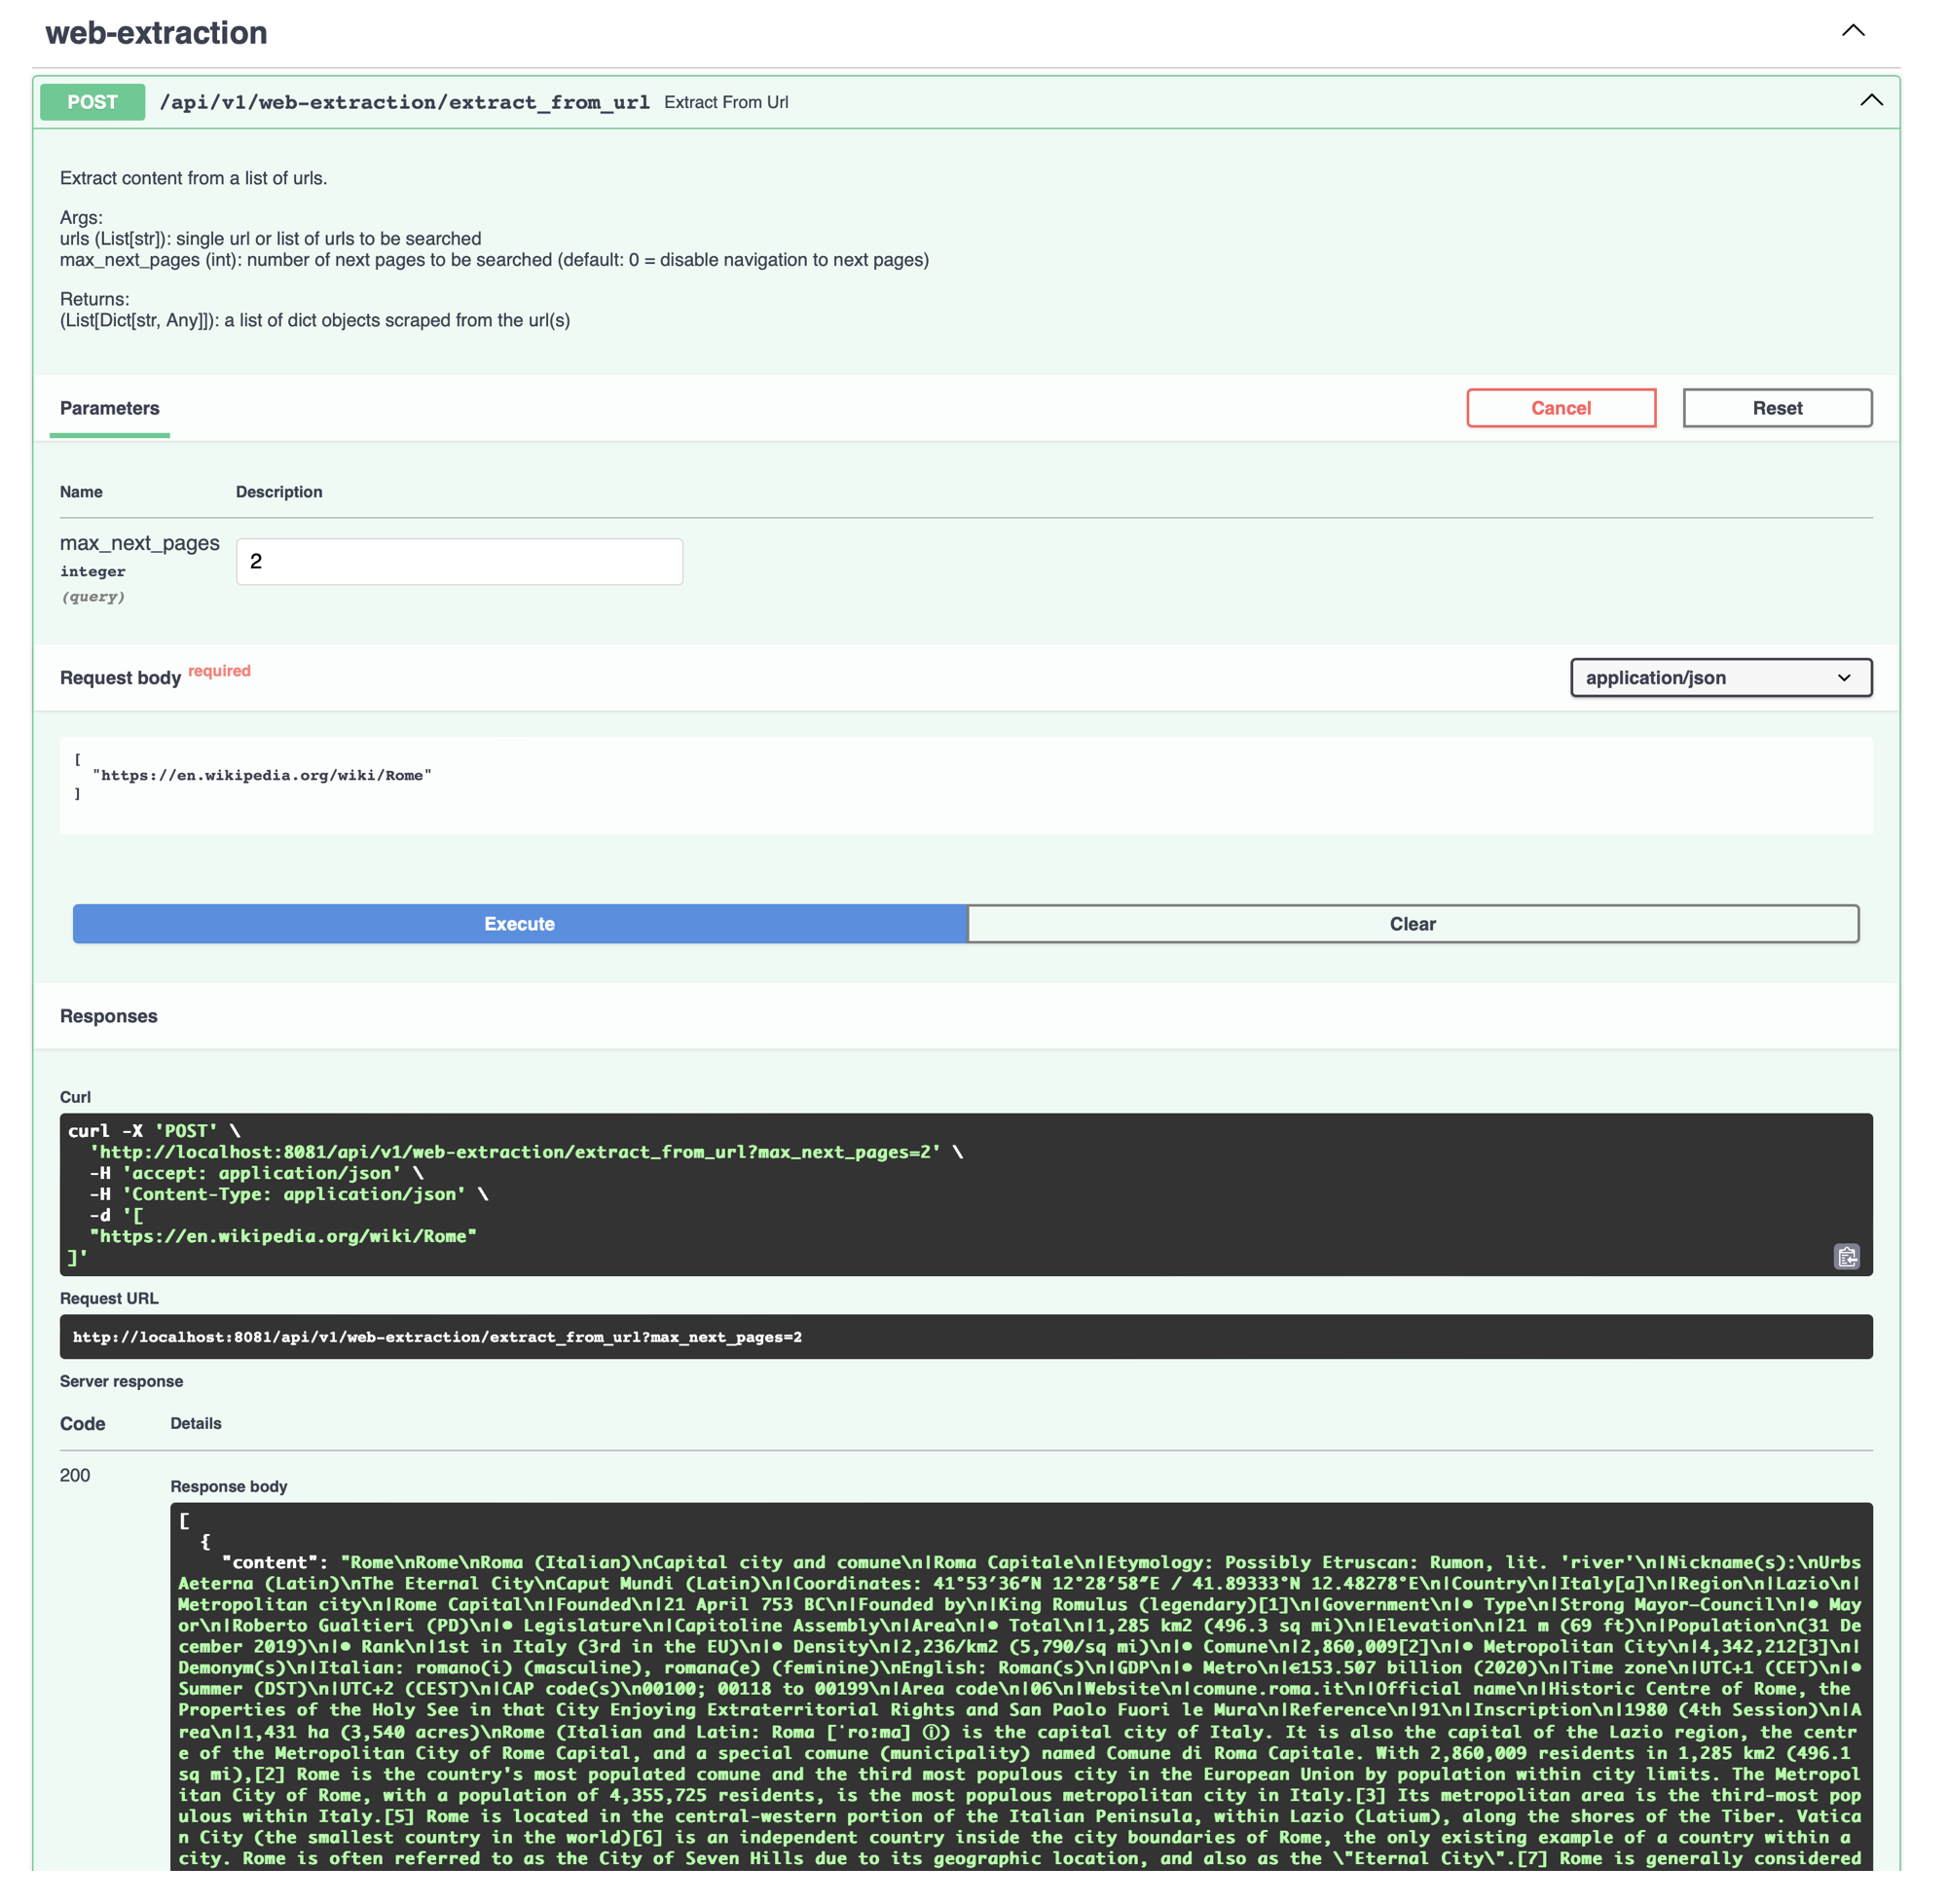 web-extraction
POST /api/v1/web-extraction/extract_from_url Extract From Url
Extract content from a list of urls.
Args:
urls (List[str]): single url or list of urls to be searched
max_next_pages (int): number of next pages to be searched (default: 0 = disable navigation to next pages)
Returns:
(List[Dict[str, Any]]): a list of dict objects scraped from the url(s)
Parameters Cancel Reset
Name Description
max_next_pages
integer
(query)
2
Request body required application/json
[
  "https://en.wikipedia.org/wiki/Rome"
]
Execute Clear
Responses
Curl
curl -X 'POST' \
  'http://localhost:8081/api/v1/web-extraction/extract_from_url?max_next_pages=2' \
  -H 'accept: application/json' \
  -H 'Content-Type: application/json' \
  -d '[
  "https://en.wikipedia.org/wiki/Rome"
]'
Request URL
http://localhost:8081/api/v1/web-extraction/extract_from_url?max_next_pages=2
Server response
Code Details
200
Response body
[
  {
    "content": "Rome\nRome\nRoma (Italian)\nCapital city and comune\n|Roma Capitale\n|Etymology: Possibly Etruscan: Rumon, lit. 'river'\n|Nickname(s):\nUrbs
Aeterna (Latin)\nThe Eternal City\nCaput Mundi (Latin)\n|Coordinates: 41°53′36″N 12°28′58″E / 41.89333°N 12.48278°E\n|Country\n|Italy[a]\n|Region\n|Lazio\n|
Metropolitan city\n|Rome Capital\n|Founded\n|21 April 753 BC\n|Founded by\n|King Romulus (legendary)[1]\n|Government\n|• Type\n|Strong Mayor–Council\n|• May
or\n|Roberto Gualtieri (PD)\n|• Legislature\n|Capitoline Assembly\n|Area\n|• Total\n|1,285 km2 (496.3 sq mi)\n|Elevation\n|21 m (69 ft)\n|Population\n(31 De
cember 2019)\n|• Rank\n|1st in Italy (3rd in the EU)\n|• Density\n|2,236/km2 (5,790/sq mi)\n|• Comune\n|2,860,009[2]\n|• Metropolitan City\n|4,342,212[3]\n|
Demonym(s)\n|Italian: romano(i) (masculine), romana(e) (feminine)\nEnglish: Roman(s)\n|GDP\n|• Metro\n|€153.507 billion (2020)\n|Time zone\n|UTC+1 (CET)\n|•
Summer (DST)\n|UTC+2 (CEST)\n|CAP code(s)\n00100; 00118 to 00199\n|Area code\n|06\n|Website\n|comune.roma.it\n|Official name\n|Historic Centre of Rome, the
Properties of the Holy See in that City Enjoying Extraterritorial Rights and San Paolo Fuori le Mura\n|Reference\n|91\n|Inscription\n|1980 (4th Session)\n|A
rea\n|1,431 ha (3,540 acres)\nRome (Italian and Latin: Roma [ˈroːma] ⓘ) is the capital city of Italy. It is also the capital of the Lazio region, the centr
e of the Metropolitan City of Rome Capital, and a special comune (municipality) named Comune di Roma Capitale. With 2,860,009 residents in 1,285 km2 (496.1
sq mi),[2] Rome is the country's most populated comune and the third most populous city in the European Union by population within city limits. The Metropol
itan City of Rome, with a population of 4,355,725 residents, is the most populous metropolitan city in Italy.[3] Its metropolitan area is the third-most pop
ulous within Italy.[5] Rome is located in the central-western portion of the Italian Peninsula, within Lazio (Latium), along the shores of the Tiber. Vatica
n City (the smallest country in the world)[6] is an independent country inside the city boundaries of Rome, the only existing example of a country within a
city. Rome is often referred to as the City of Seven Hills due to its geographic location, and also as the \"Eternal City\".[7] Rome is generally considered